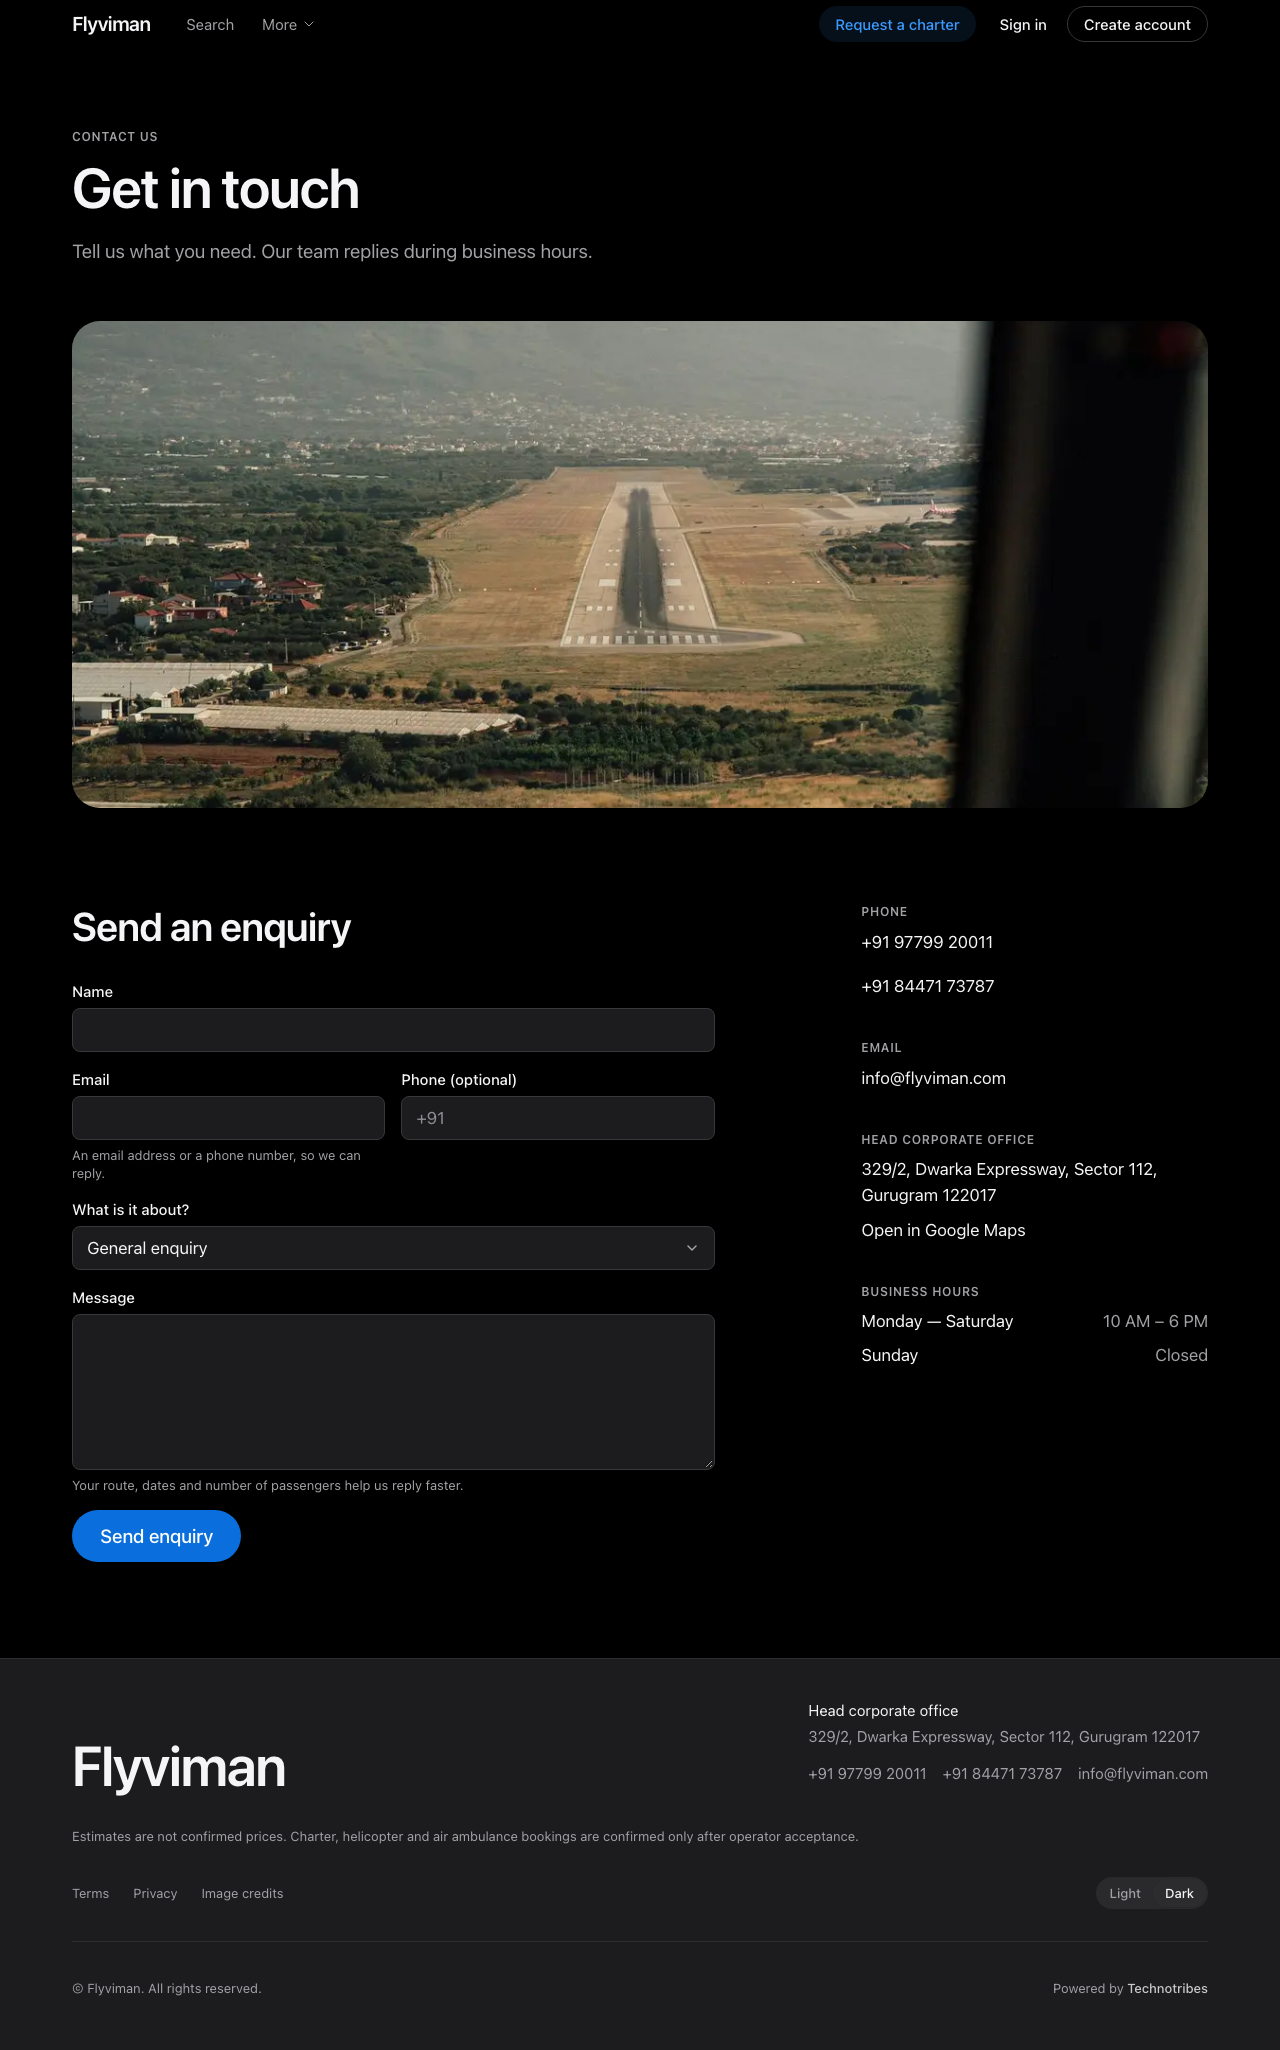 Flyviman
Search
More
Request a charter
Sign in
Create account
CONTACT US
Get in touch
Tell us what you need. Our team replies during business hours.
Send an enquiry
Name
Email
Phone (optional)
+91
An email address or a phone number, so we can
reply.
What is it about?
General enquiry
Message
Your route, dates and number of passengers help us reply faster.
Send enquiry
PHONE
+91 97799 20011
+91 84471 73787
EMAIL
info@flyviman.com
HEAD CORPORATE OFFICE
329/2, Dwarka Expressway, Sector 112,
Gurugram 122017
Open in Google Maps
BUSINESS HOURS
Monday — Saturday 10 AM – 6 PM
Sunday Closed
Flyviman
Head corporate office
329/2, Dwarka Expressway, Sector 112, Gurugram 122017
+91 97799 20011 +91 84471 73787 info@flyviman.com
Estimates are not confirmed prices. Charter, helicopter and air ambulance bookings are confirmed only after operator acceptance.
Terms Privacy Image credits
Light Dark
© Flyviman. All rights reserved.
Powered by Technotribes